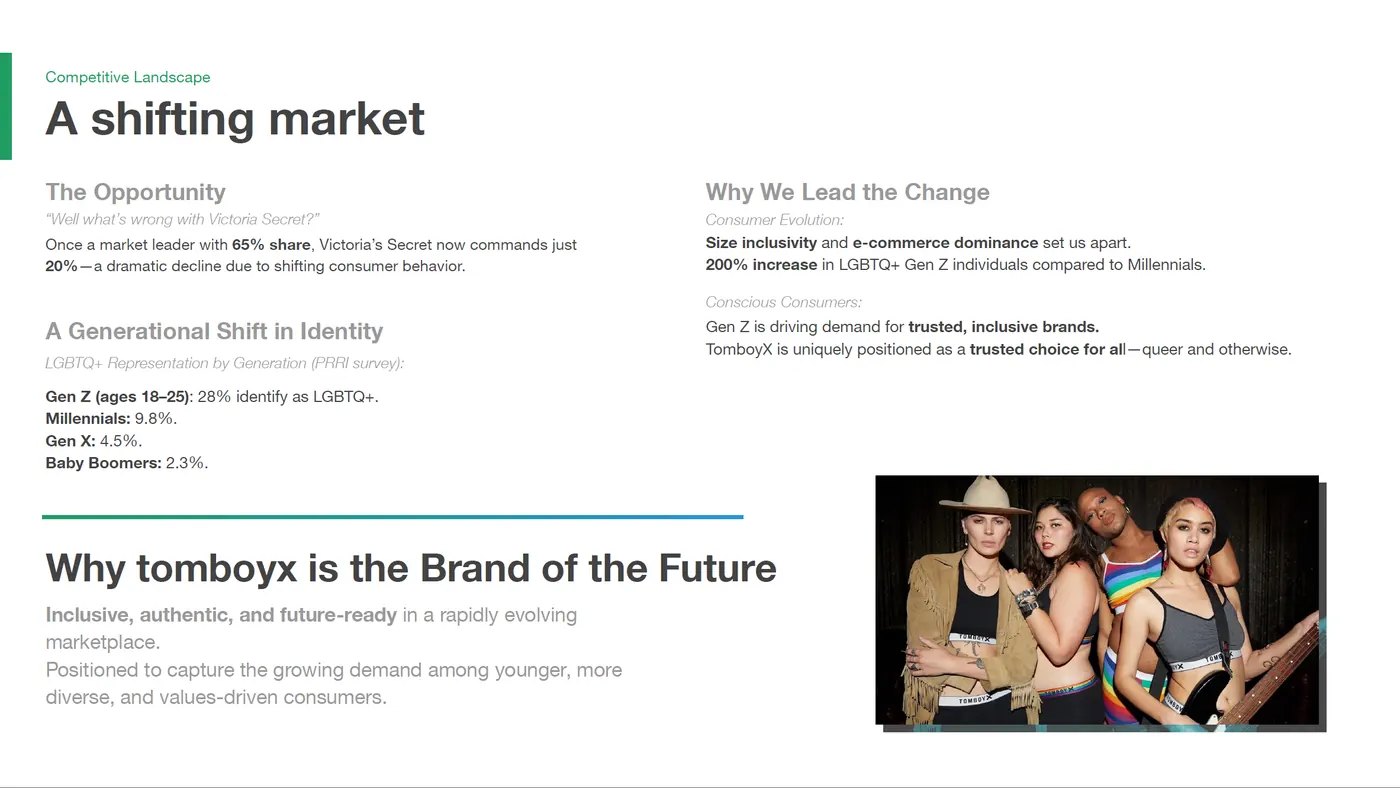 Competitive Landscape
A shifting market
The Opportunity
“Well what’s wrong with Victoria Secret?”
Once a market leader with 65% share, Victoria’s Secret now commands just
20%—a dramatic decline due to shifting consumer behavior.
A Generational Shift in Identity
LGBTQ+ Representation by Generation (PRRI survey):
Gen Z (ages 18–25): 28% identify as LGBTQ+.
Millennials: 9.8%.
Gen X: 4.5%.
Baby Boomers: 2.3%.
Why We Lead the Change
Consumer Evolution:
Size inclusivity and e-commerce dominance set us apart.
200% increase in LGBTQ+ Gen Z individuals compared to Millennials.
Conscious Consumers:
Gen Z is driving demand for trusted, inclusive brands.
TomboyX is uniquely positioned as a trusted choice for all—queer and otherwise.
Why tomboyx is the Brand of the Future
Inclusive, authentic, and future-ready in a rapidly evolving
marketplace.
Positioned to capture the growing demand among younger, more
diverse, and values-driven consumers.
TOMBOYX
TOMBOYX
TOMBOYX
TOMBOYX